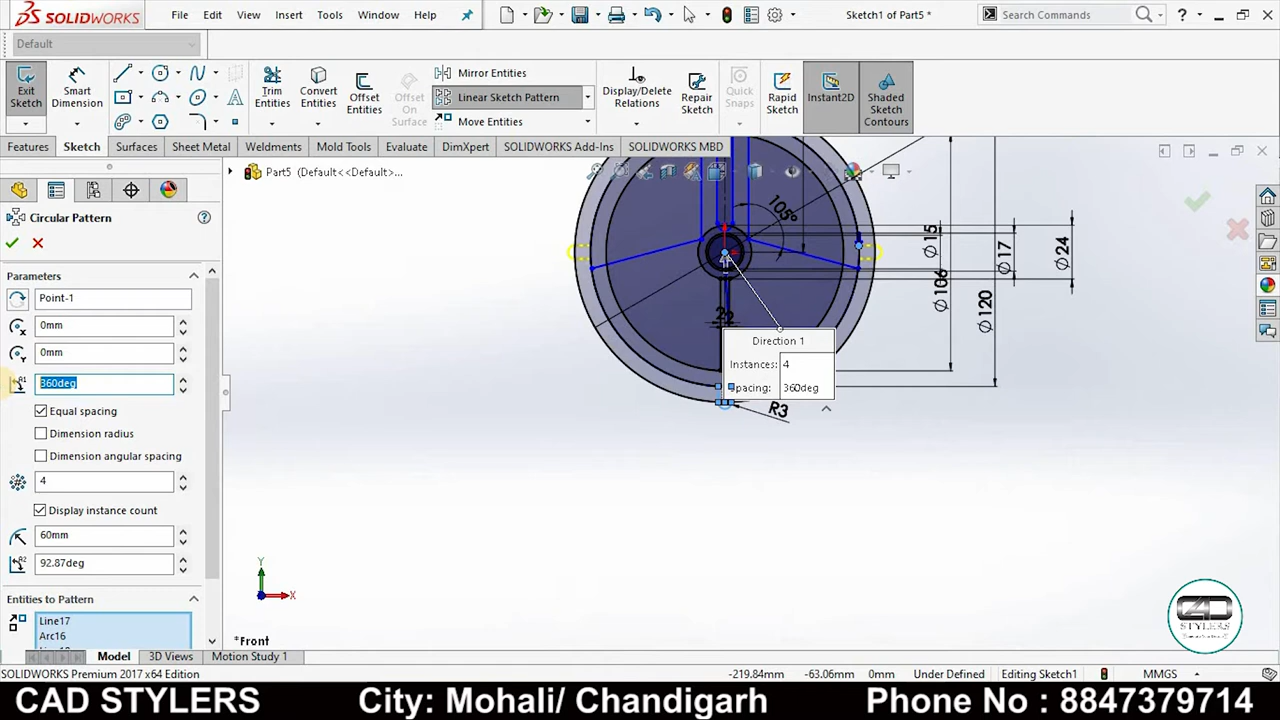 SOLIDWORKS
File Edit View Insert Tools Window Help
Sketch1 of Part5 *
Search Commands
?
Default
Exit Sketch
Smart Dimension
Trim Entities
Convert Entities
Offset Entities
Offset On Surface
Mirror Entities
Linear Sketch Pattern
Move Entities
Display/Delete Relations
Repair Sketch
Quick Snaps
Rapid Sketch
Instant2D
Shaded Sketch Contours
Featu Sketch Surfaces Sheet Metal Weldments Mold Tools Evaluate DimXpert SOLIDWORKS Add-Ins SOLIDWORKS MBD
Part5 (Default<<Default>...
Circular Pattern
Parameters
Point-1
0mm
0mm
360deg
Equal spacing
Dimension radius
Dimension angular spacing
4
Display instance count
60mm
92.87deg
Entities to Pattern
Line17
Arc16
105°
Ø15
Ø17
Ø24
Ø106
Ø120
Direction 1
Instances: 4
Spacing: 360deg
R3
Y
X
*Front
CAD
STYLERS
Model 3D Views Motion Study 1
SOLIDWORKS Premium 2017 x64 Edition
-219.84mm -63.06mm 0mm Under Defined Editing Sketch1 MMGS
CAD STYLERS City: Mohali/ Chandigarh Phone No : 8847379714